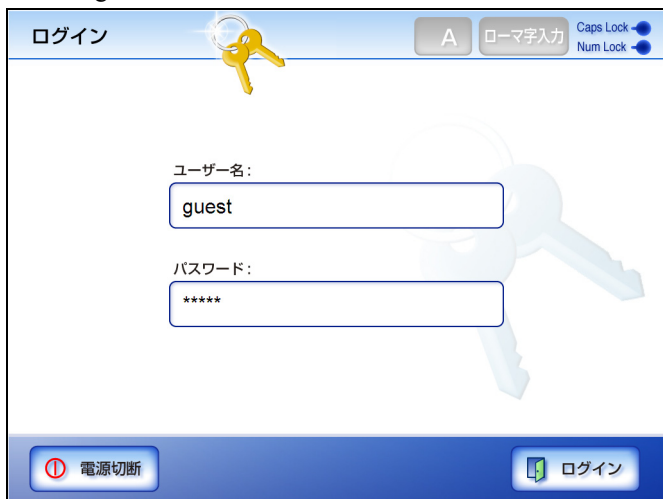 ログイン
A
ローマ字入力
Caps Lock
Num Lock
ユーザー名:
guest
パスワード:
*****
電源切断
ログイン